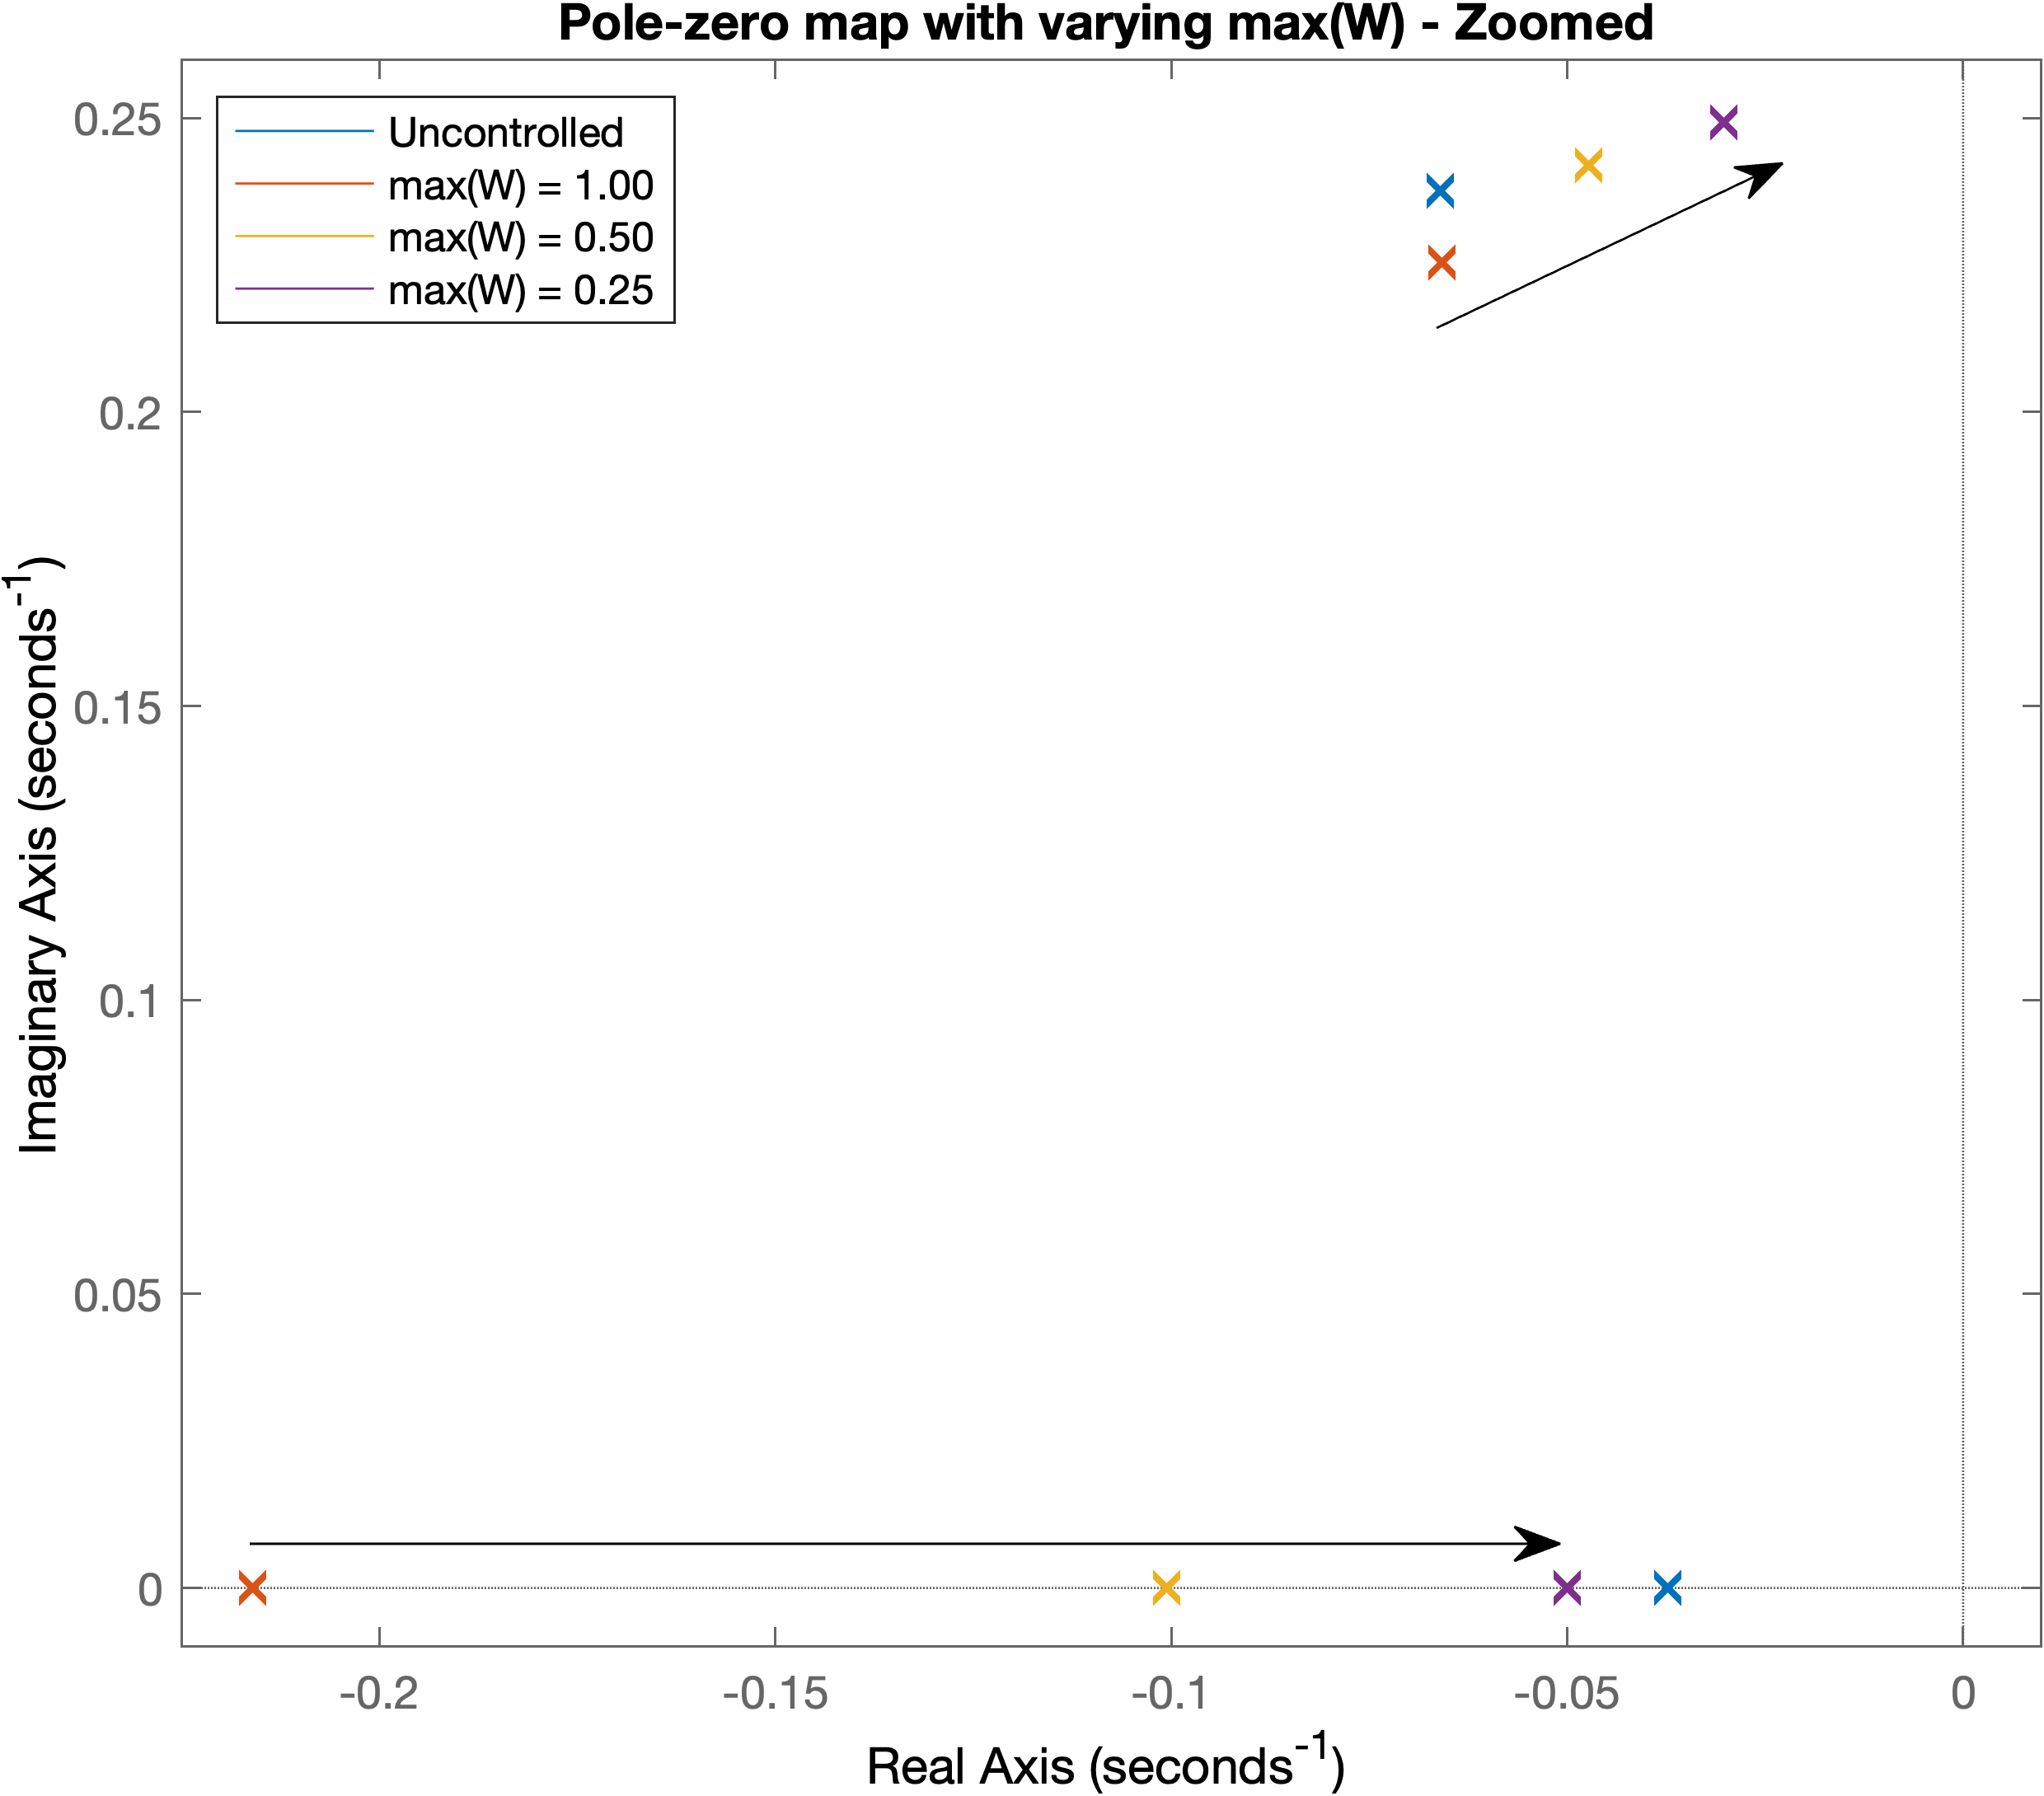 Pole-zero map with varying max(W) - Zoomed
Uncontrolled
max(W) = 1.00
max(W) = 0.50
max(W) = 0.25
0.25
0.2
0.15
0.1
0.05
0
Imaginary Axis (seconds⁻¹)
-0.2
-0.15
-0.1
-0.05
0
Real Axis (seconds⁻¹)